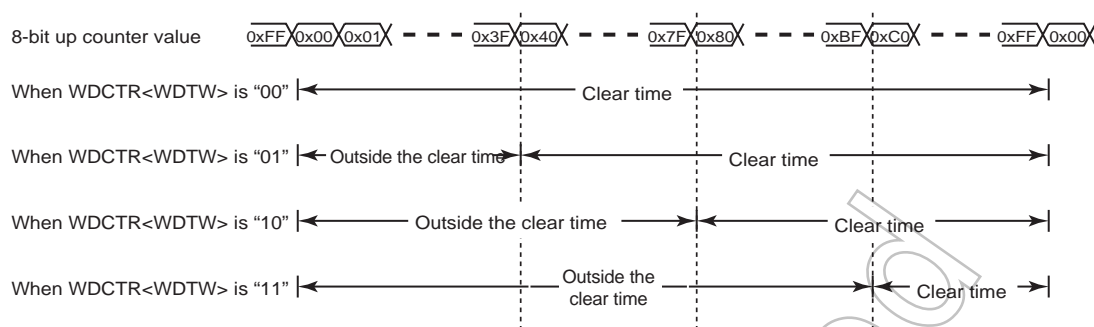 8-bit up counter value 0xFF 0x00 0x01 0x3F 0x40 0x7F 0x80 0xBF 0xC0 0xFF 0x00
When WDCTR<WDTW> is “00” Clear time
When WDCTR<WDTW> is “01” Outside the clear time Clear time
When WDCTR<WDTW> is “10” Outside the clear time Clear time
When WDCTR<WDTW> is “11” Outside the
clear time Clear time